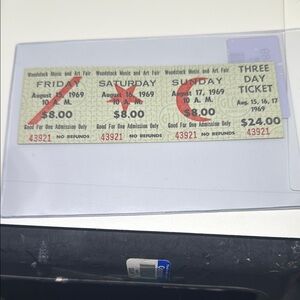 Woodstock Music and Art Fair
FRIDAY
August 15, 1969
10 A. M.
$8.00
Good For One Admission Only
43921 NO REFUNDS
Woodstock Music and Art Fair
SATURDAY
August 16, 1969
10 A. M.
$8.00
Good For One Admission Only
43921 NO REFUNDS
Woodstock Music and Art Fair
SUNDAY
August 17, 1969
10 A. M.
$8.00
Good For One Admission Only
43921 NO REFUNDS
THREE
DAY
TICKET
Aug. 15, 16, 17
1969
$24.00
43921